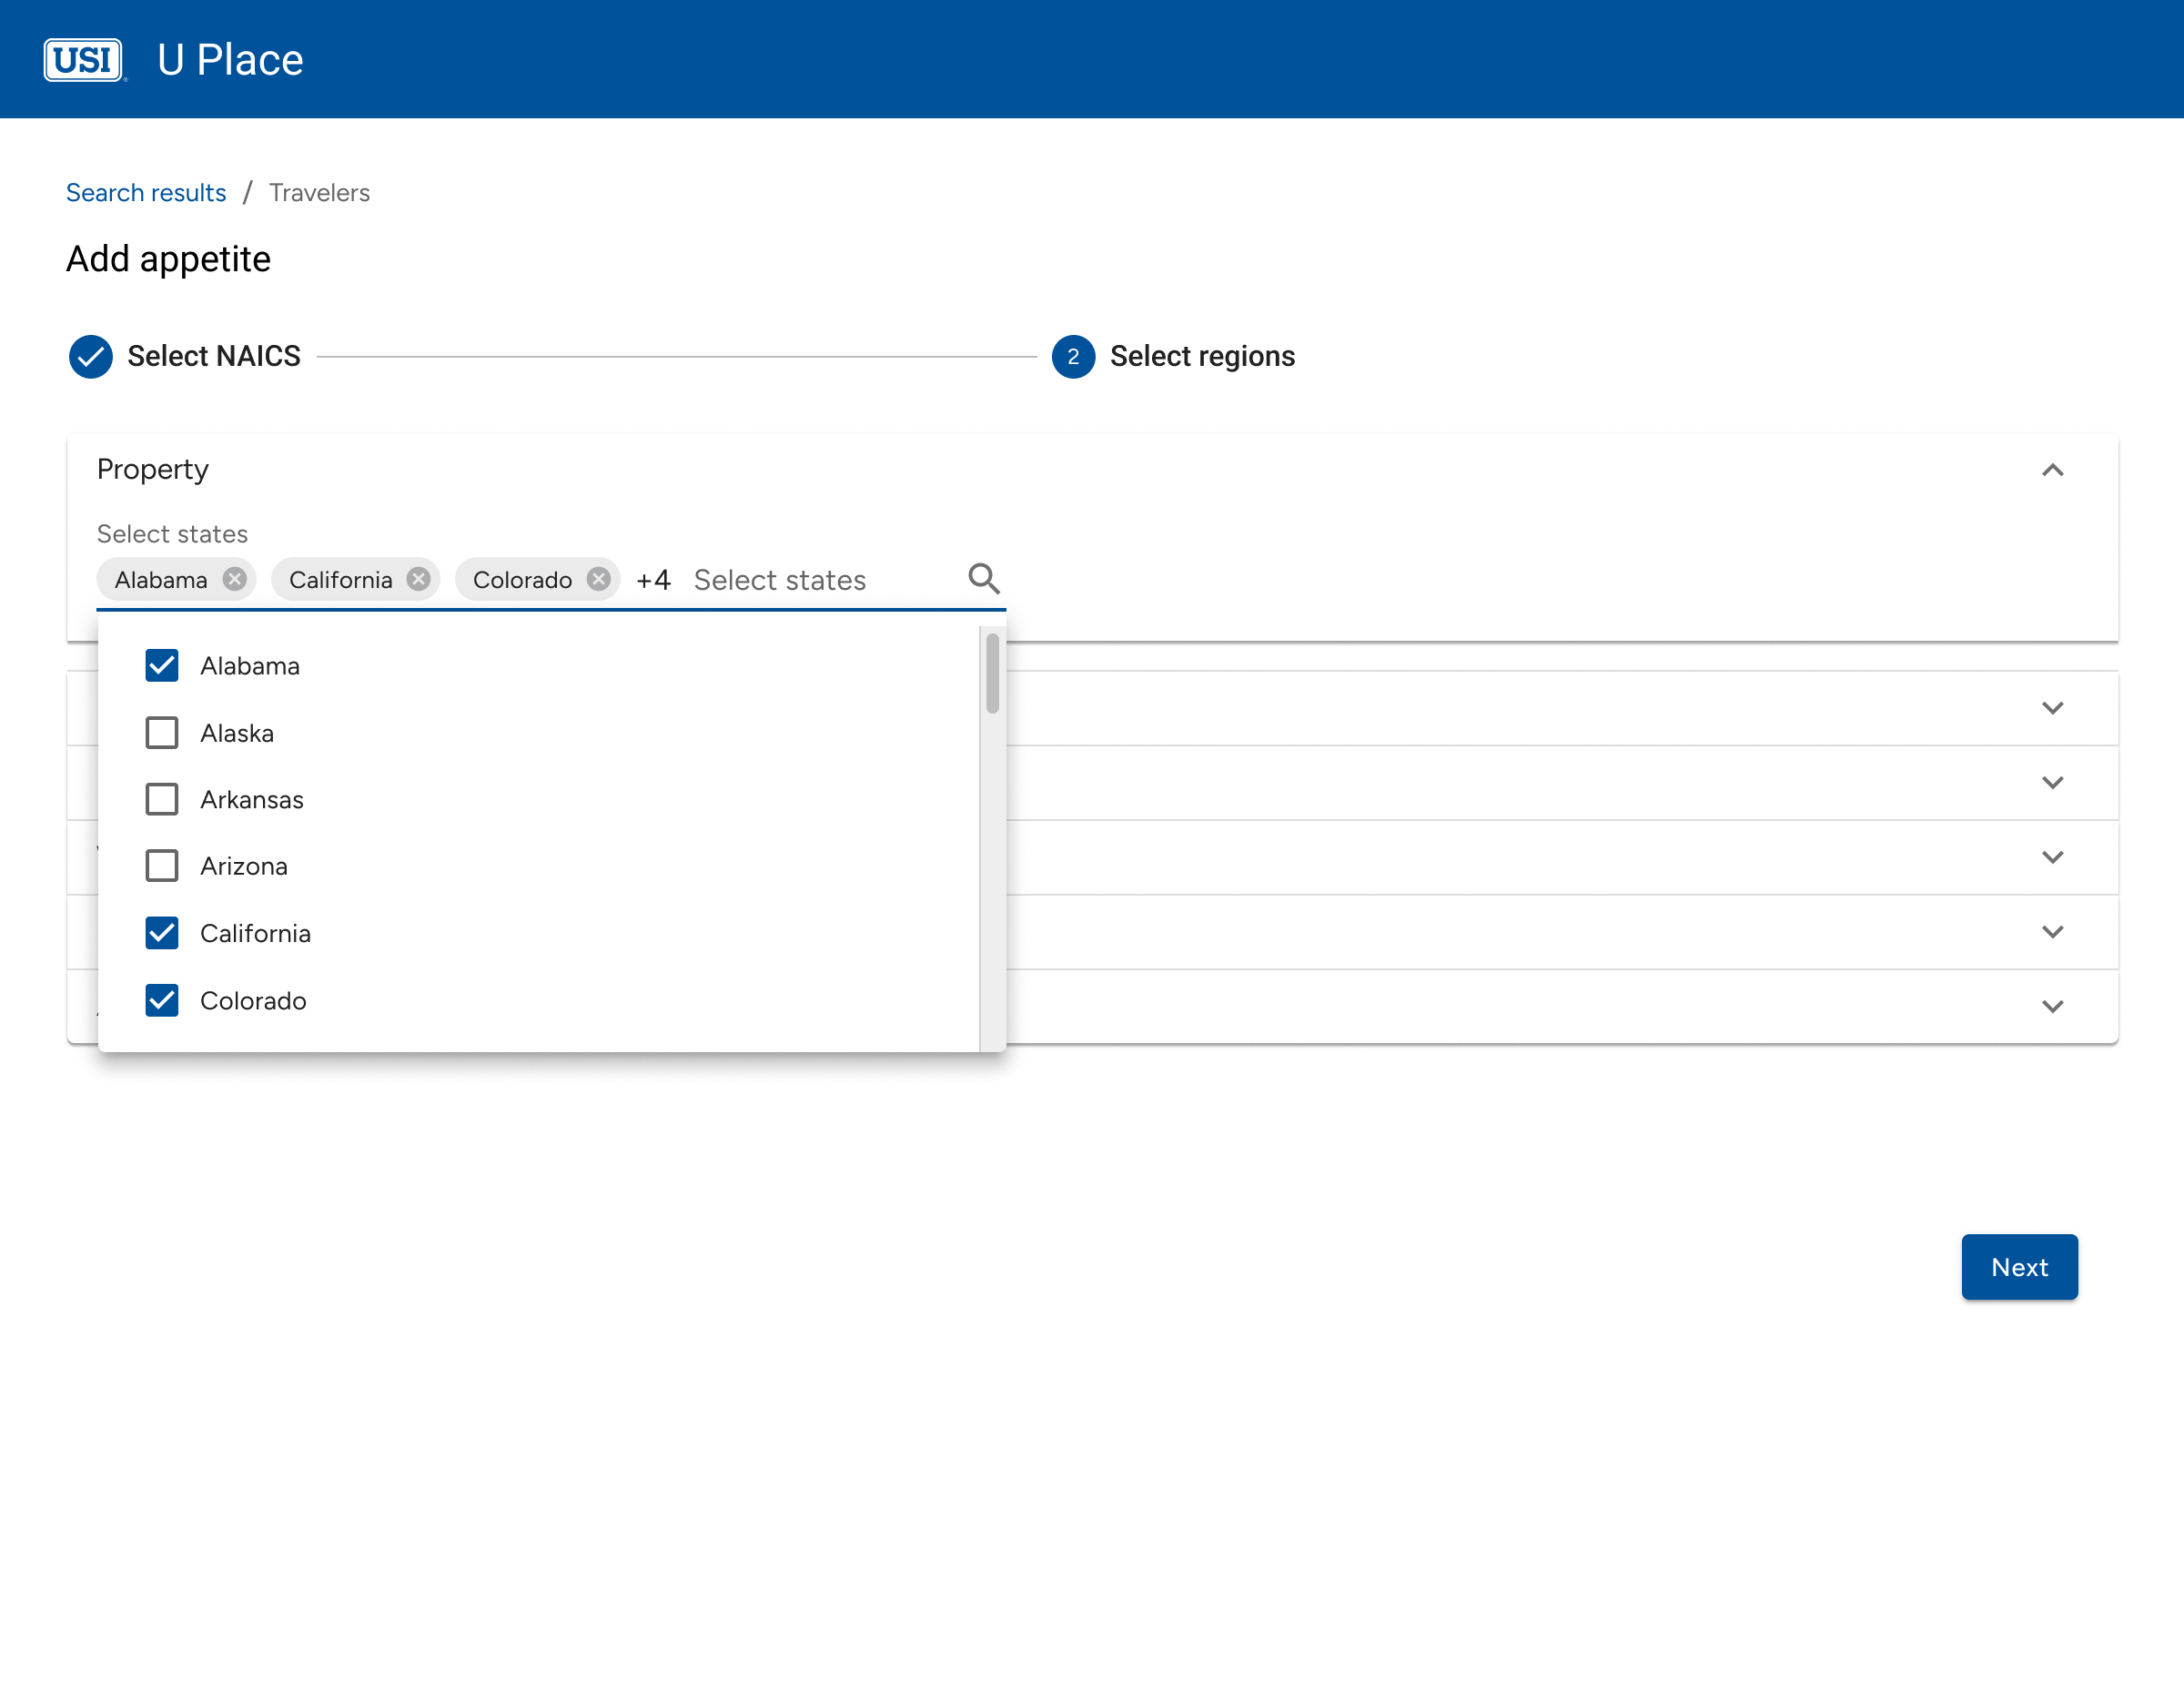 USI U Place
Search results / Travelers
Add appetite
Select NAICS
2 Select regions
Property
Select states
Alabama California Colorado +4 Select states
Alabama
Alaska
Arkansas
Arizona
California
Colorado
Next